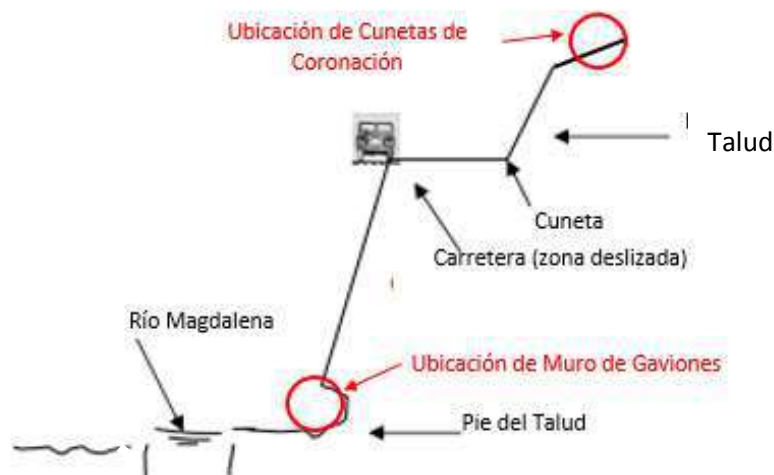 Ubicación de Cunetas de
Coronación
Talud
Cuneta
Carretera (zona deslizada)
Río Magdalena
Ubicación de Muro de Gaviones
Pie del Talud